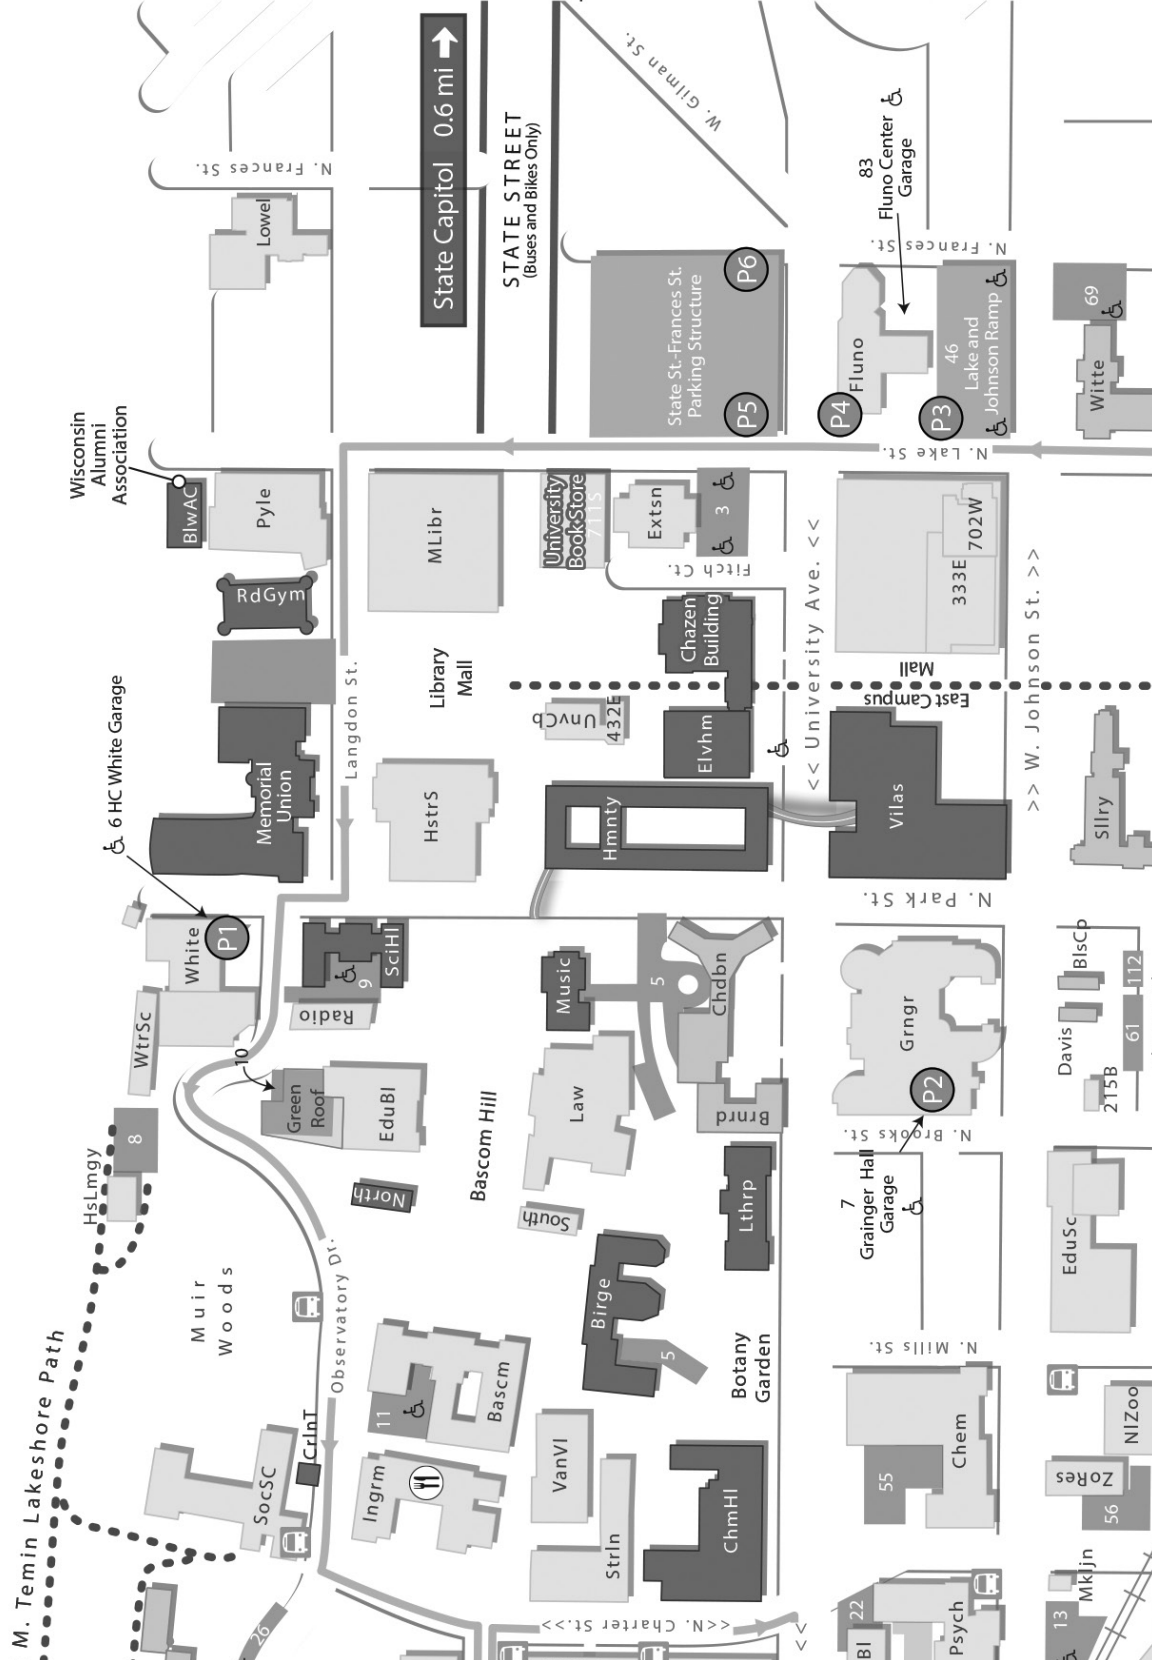 State Capitol 0.6 mi
STATE STREET
(Buses and Bikes Only)
W. Gilman St.
N. Frances St.
Lowel
83
Fluno Center
Garage
N. Frances St.
State St.-Frances St.
Parking Structure
P6
P5
Fluno
P4
46
Lake and
Johnson Ramp
P3
69
Witte
N. Lake St.
Wisconsin
Alumni
Association
BlwAC
Pyle
RdGym
MLibr
University
Book Store
711S
Extsn
3
Fitch Ct.
702W
333E
<< University Ave. <<
>> W. Johnson St. >>
Chazen
Building
Elvhm
East Campus
Mall
Library
Mall
UnvCb
432E
Langdon St.
Memorial
Union
6 HC White Garage
HstrS
Hmnty
Vilas
Sllry
N. Park St.
White
P1
WtrSc
SciHl
9
Radio
10
Green
Roof
EduBl
Music
5
Chdbn
Law
Brnrd
Grngr
P2
BlsCp
112
Davis
61
215B
N. Brooks St.
8
HsLmgy
North
Bascom Hill
South
Lthrp
7
Grainger Hall
Garage
EduSc
Muir
Woods
Observatory Dr.
Birge
5
Botany
Garden
N. Mills St.
M. Temin Lakeshore Path
11
Bascm
CrlnT
SocSC
Ingrm
VanVl
Strln
ChmHl
Chem
55
NIZoo
ZoRes
56
Mkljn
<<N. Charter St.>>
26
22
BI
Psych
13